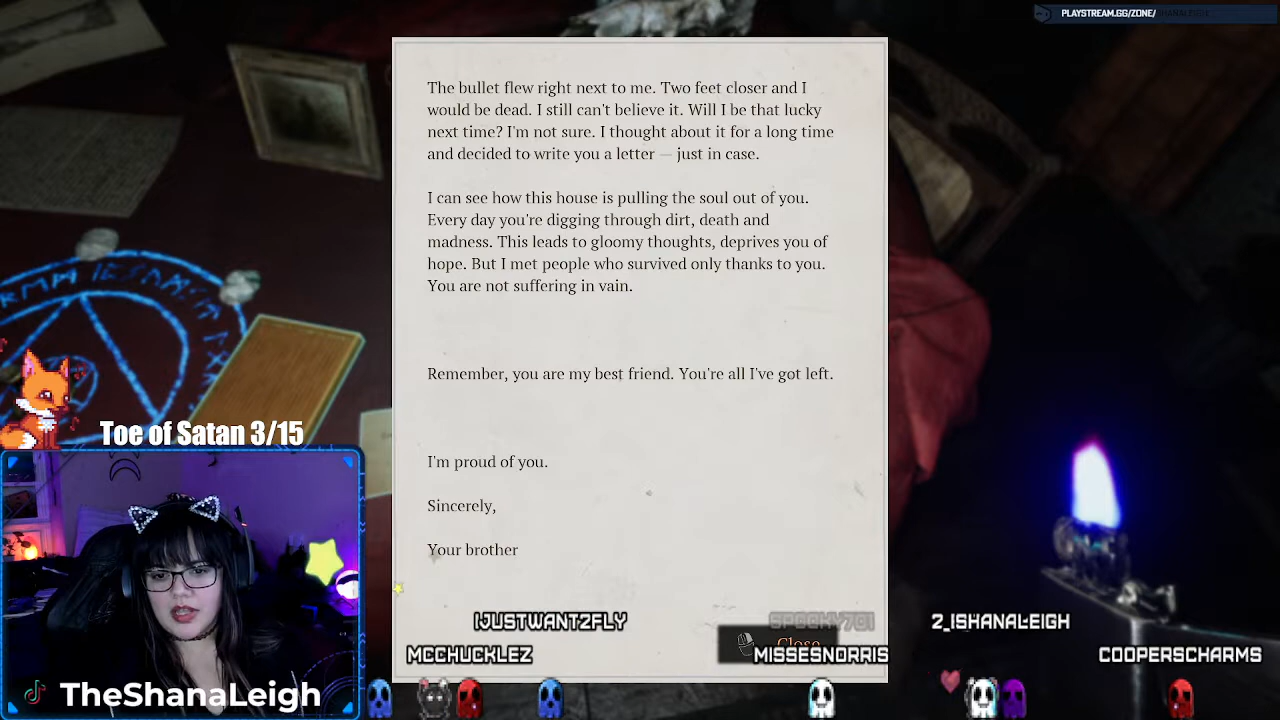 PLAYSTREAM.GG/ZONE/
The bullet flew right next to me. Two feet closer and I
would be dead. I still can't believe it. Will I be that lucky
next time? I'm not sure. I thought about it for a long time
and decided to write you a letter — just in case.
I can see how this house is pulling the soul out of you.
Every day you're digging through dirt, death and
madness. This leads to gloomy thoughts, deprives you of
hope. But I met people who survived only thanks to you.
You are not suffering in vain.
Remember, you are my best friend. You're all I've got left.
Toe of Satan 3/15
I'm proud of you.
Sincerely,
Your brother
IJUSTWANT2FLY
SPOOKY701
Z_ISHANALEIGH
Close
MCCHUCKLEZ
MISSESNORRIS
COOPERSCHARMS
TheShanaLeigh